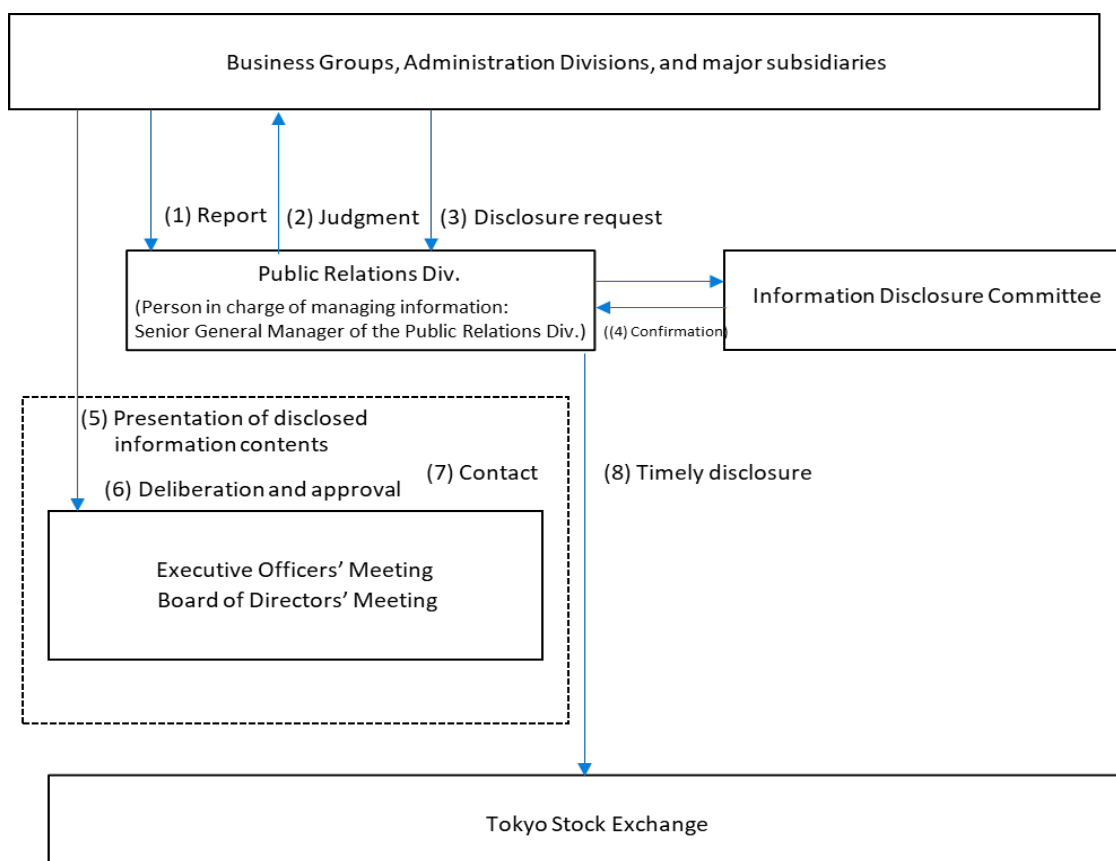 Business Groups, Administration Divisions, and major subsidiaries
(1) Report
(2) Judgment
(3) Disclosure request
Public Relations Div.
(Person in charge of managing information:
Senior General Manager of the Public Relations Div.)
((4) Confirmation)
Information Disclosure Committee
(5) Presentation of disclosed
information contents
(6) Deliberation and approval
(7) Contact
(8) Timely disclosure
Executive Officers’ Meeting
Board of Directors’ Meeting
Tokyo Stock Exchange